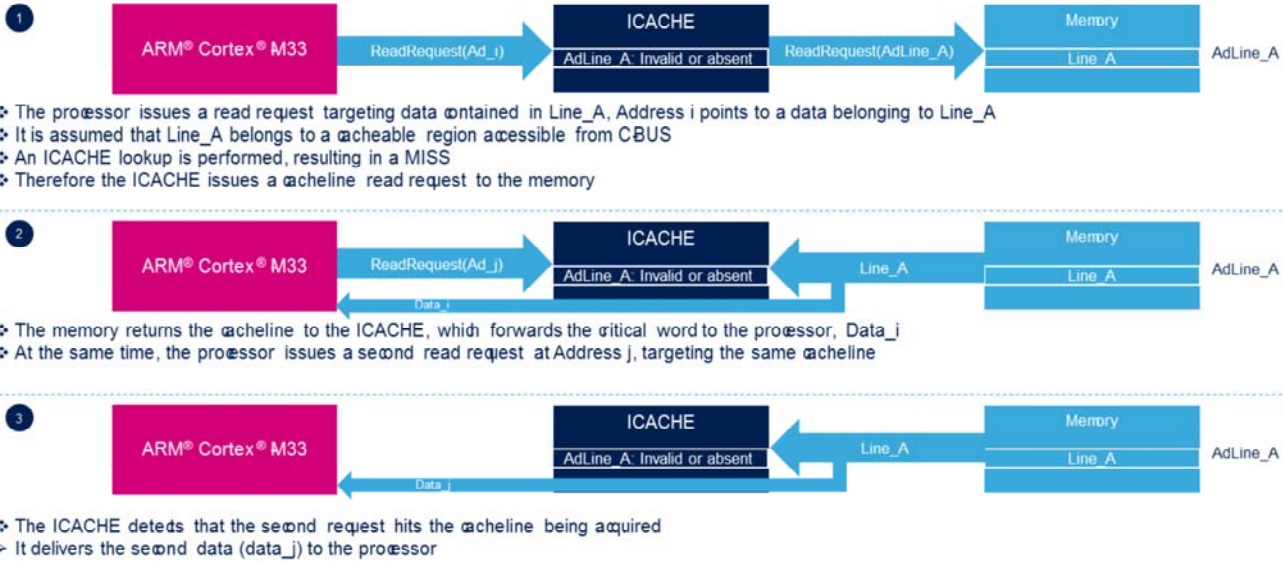 1
ARM® Cortex® M33
ReadRequest(Ad_i)
ICACHE
AdLine_A: Invalid or absent
ReadRequest(AdLine_A)
Memory
Line_A
AdLine_A
The processor issues a read request targeting data contained in Line_A, Address i points to a data belonging to Line_A
It is assumed that Line_A belongs to a cacheable region accessible from C-BUS
An ICACHE lookup is performed, resulting in a MISS
Therefore the ICACHE issues a cacheline read request to the memory
2
ARM® Cortex® M33
ReadRequest(Ad_j)
ICACHE
AdLine_A: Invalid or absent
Line_A
Memory
Line_A
AdLine_A
Data_i
The memory returns the cacheline to the ICACHE, which forwards the critical word to the processor, Data_i
At the same time, the processor issues a second read request at Address j, targeting the same cacheline
3
ARM® Cortex® M33
ICACHE
AdLine_A: Invalid or absent
Line_A
Memory
Line_A
AdLine_A
Data_j
The ICACHE detects that the second request hits the cacheline being acquired
It delivers the second data (data_j) to the processor